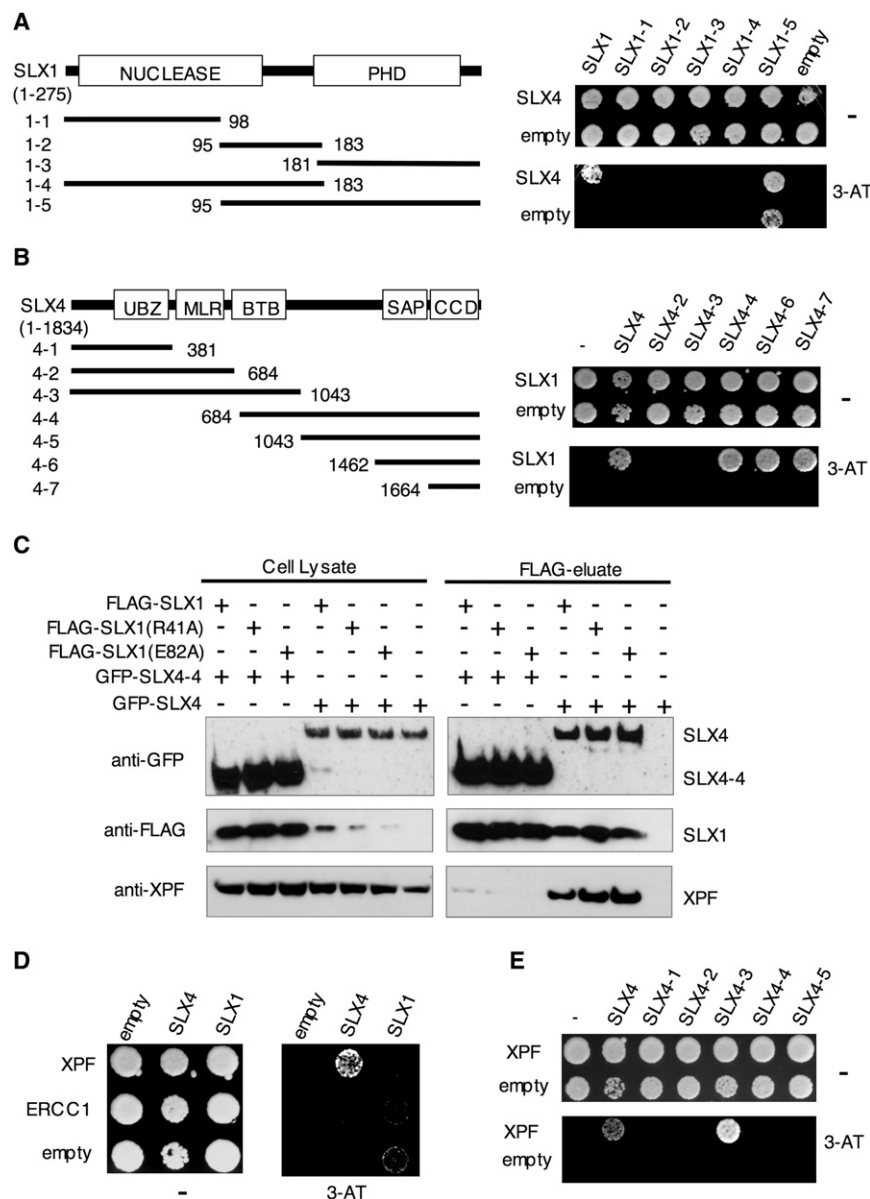 A
SLX1
(1-275)
NUCLEASE
PHD
1-1
98
1-2
95
183
1-3
181
1-4
183
1-5
95
SLX1
SLX1-1
SLX1-2
SLX1-3
SLX1-4
SLX1-5
empty
SLX4
empty
-
SLX4
empty
3-AT
B
SLX4
(1-1834)
UBZ
MLR
BTB
SAP
CCD
4-1
381
4-2
684
4-3
1043
4-4
684
4-5
1043
4-6
1462
4-7
1664
-
SLX4
SLX4-2
SLX4-3
SLX4-4
SLX4-6
SLX4-7
SLX1
empty
-
SLX1
empty
3-AT
C
Cell Lysate
FLAG-eluate
FLAG-SLX1 + - - + - - - + - - + - - -
FLAG-SLX1(R41A) - + - - + - - - + - - + - -
FLAG-SLX1(E82A) - - + - - + - - - + - - + -
GFP-SLX4-4 + + + - - - - + + + - - - -
GFP-SLX4 - - - + + + + - - - + + + +
anti-GFP
SLX4
SLX4-4
anti-FLAG
SLX1
anti-XPF
XPF
D
empty
SLX4
SLX1
empty
SLX4
SLX1
XPF
ERCC1
empty
-
3-AT
E
-
SLX4
SLX4-1
SLX4-2
SLX4-3
SLX4-4
SLX4-5
XPF
empty
-
XPF
empty
3-AT